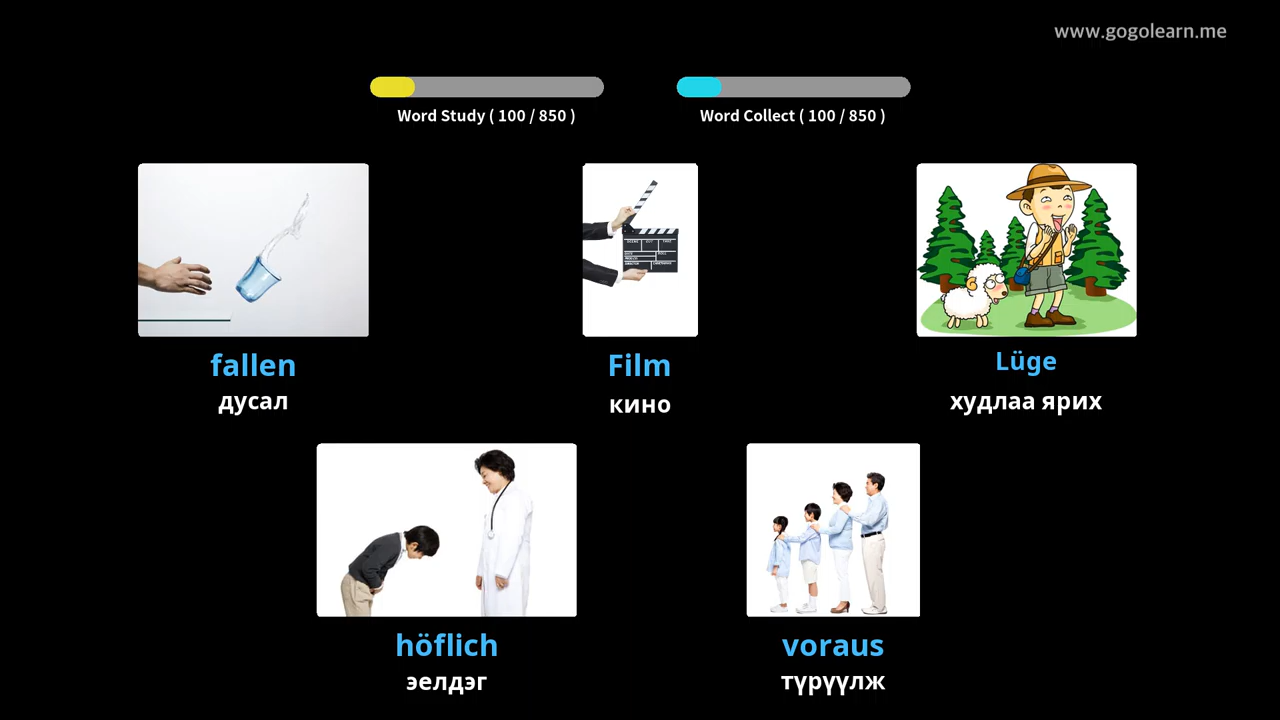 www.gogolearn.me
Word Study ( 100 / 850 )
Word Collect ( 100 / 850 )
fallen
дусал
Film
кино
Lüge
худлаа ярих
höflich
эелдэг
voraus
түрүүлж